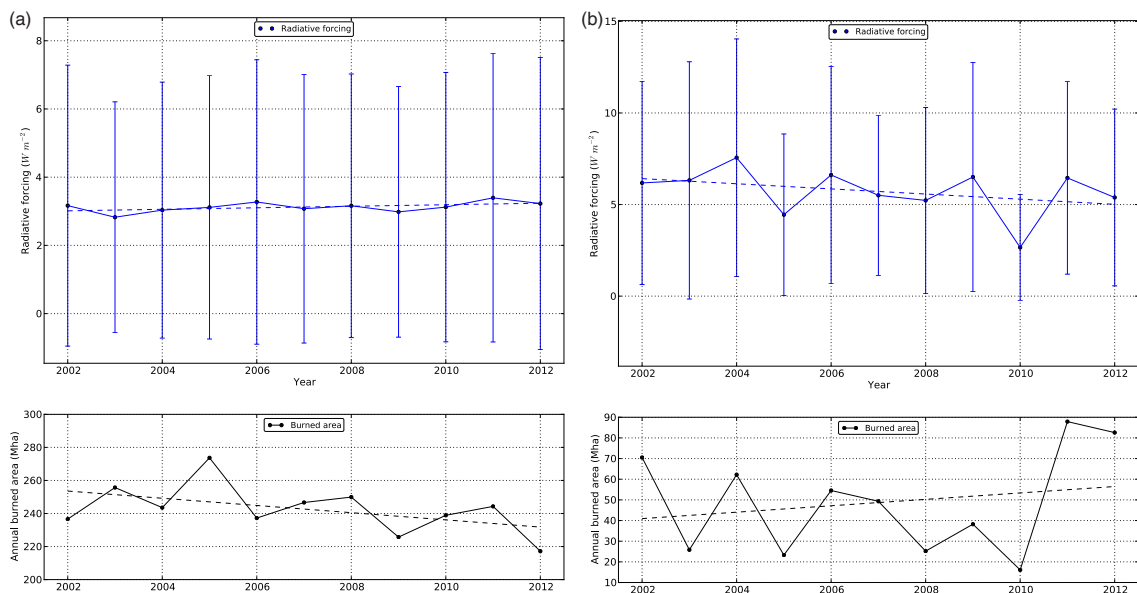 (a)
Radiative forcing
Radiative forcing (W m⁻²)
8
6
4
2
0
2002 2004 2006 2008 2010 2012
Year
Burned area
Annual burned area (Mha)
300
280
260
240
220
200
2002 2004 2006 2008 2010 2012
(b)
Radiative forcing
Radiative forcing (W m⁻²)
15
10
5
0
2002 2004 2006 2008 2010 2012
Year
Burned area
Annual burned area (Mha)
90
80
70
60
50
40
30
20
10
2002 2004 2006 2008 2010 2012